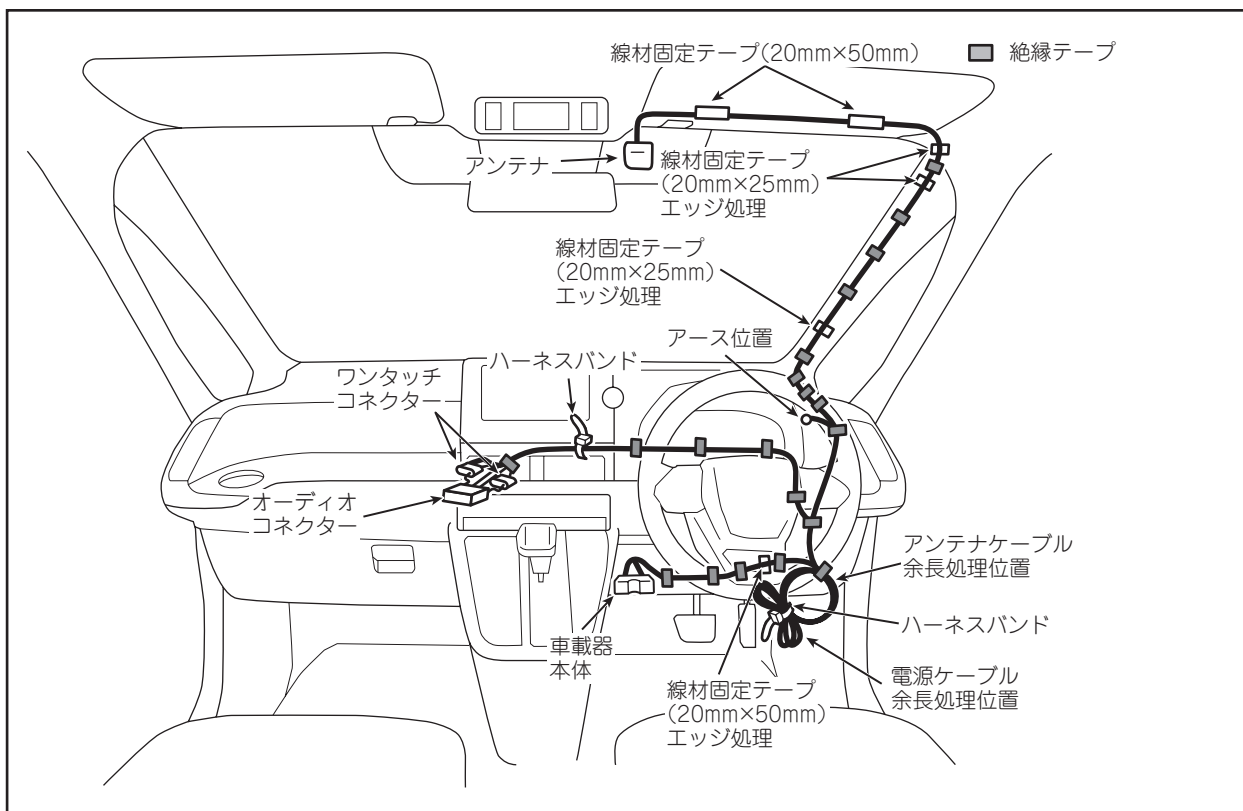 線材固定テープ(20mm×50mm)
絶縁テープ
アンテナ
線材固定テープ
(20mm×25mm)
エッジ処理
線材固定テープ
(20mm×25mm)
エッジ処理
アース位置
ハーネスバンド
ワンタッチ
コネクター
オーディオ
コネクター
アンテナケーブル
余長処理位置
ハーネスバンド
車載器
本体
電源ケーブル
余長処理位置
線材固定テープ
(20mm×50mm)
エッジ処理